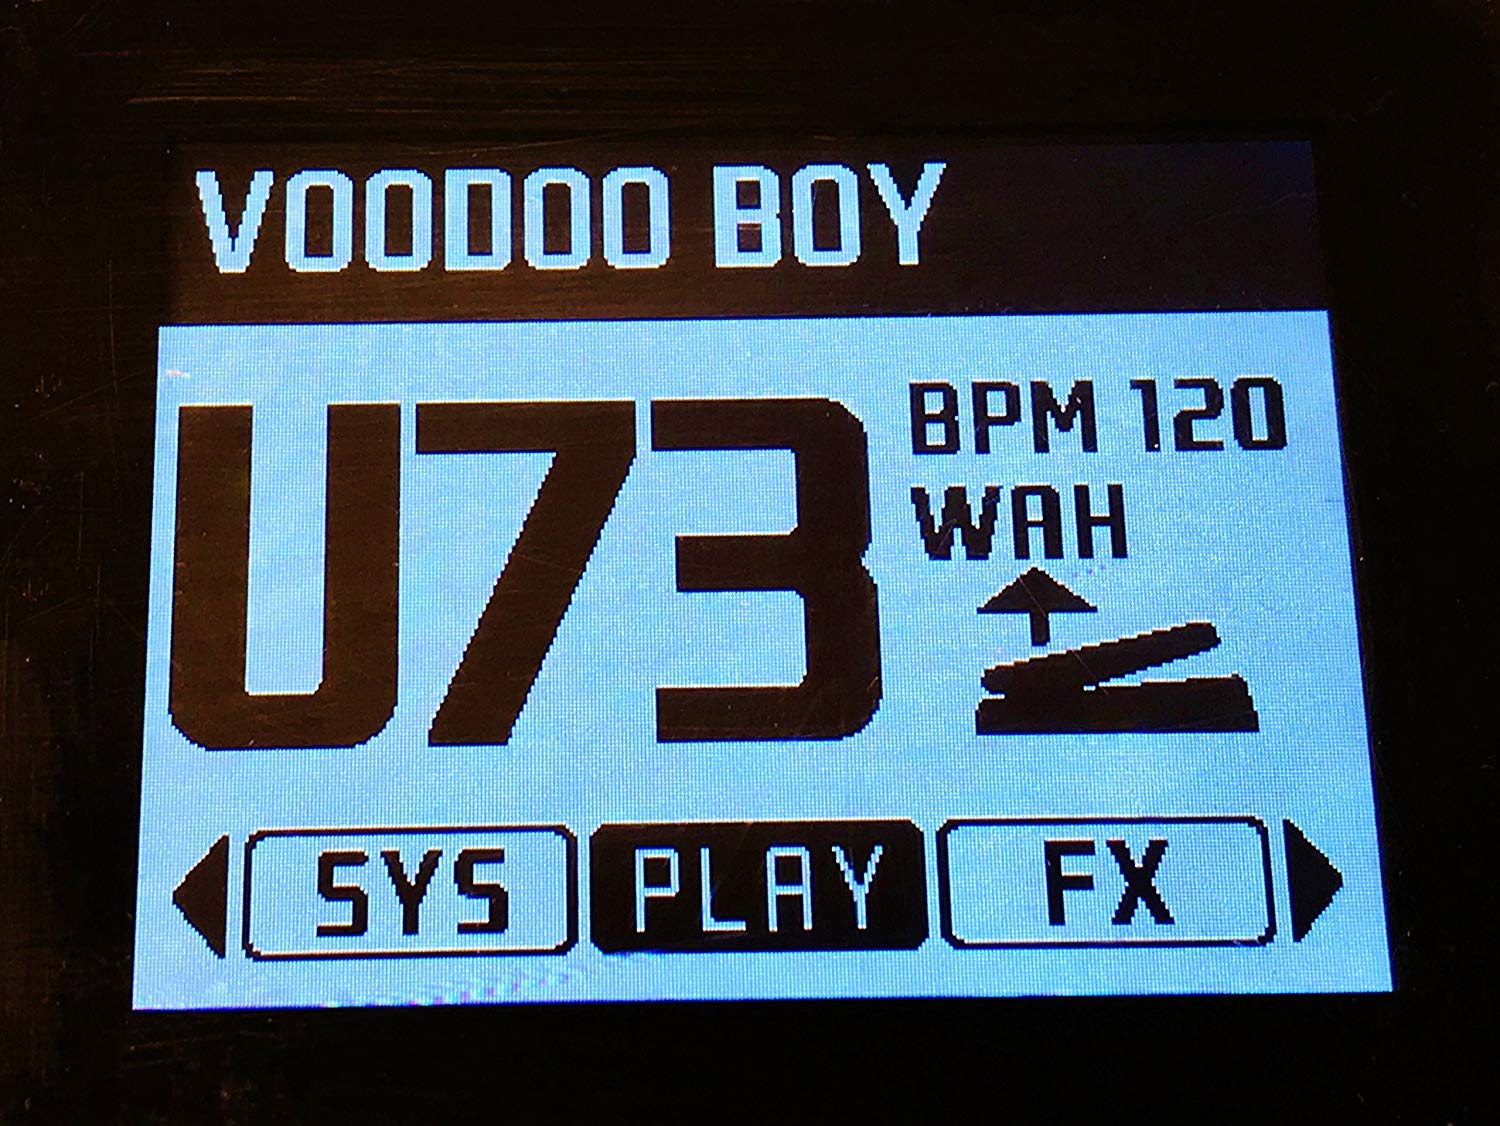 VOODOO BOY
U73
BPM 120
WAH
SYS PLAY FX